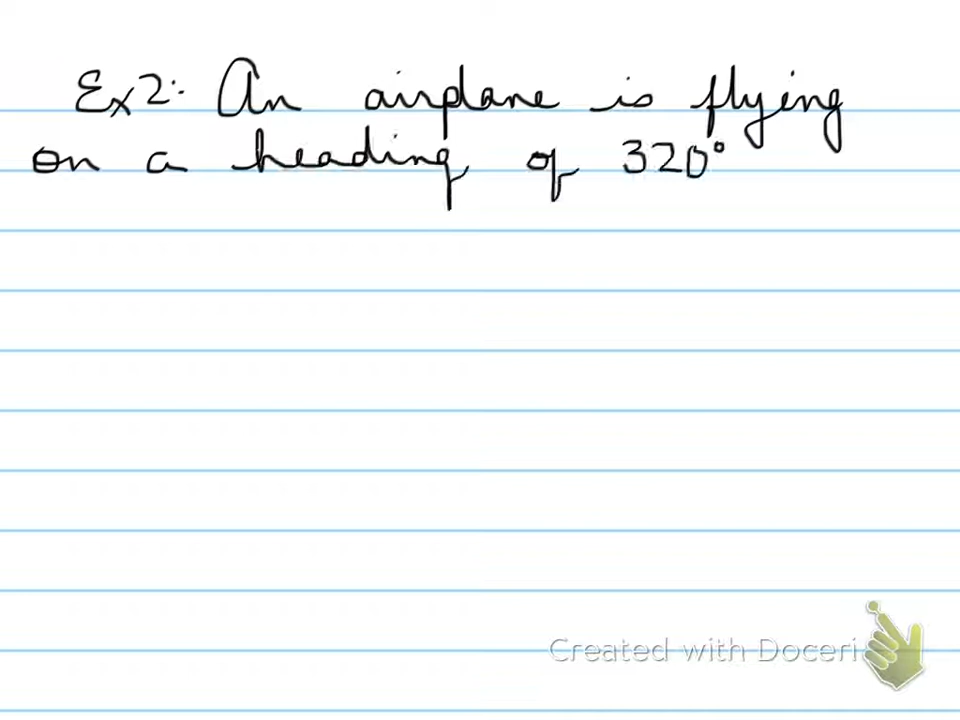 Ex2: An airplane is flying
on a heading of 320°
Created with Doceri